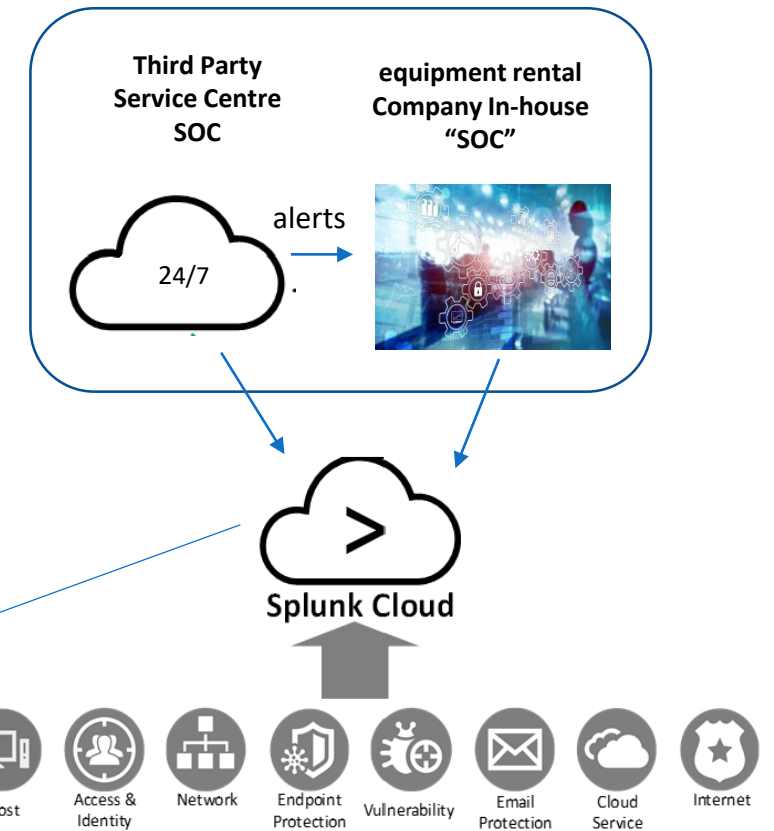 Third Party
Service Centre
SOC
equipment rental
Company In-house
“SOC”
alerts
24/7
.
>
Splunk Cloud
ost
Access &
Identity
Network
Endpoint
Protection
Vulnerability
Email
Protection
Cloud
Service
Internet